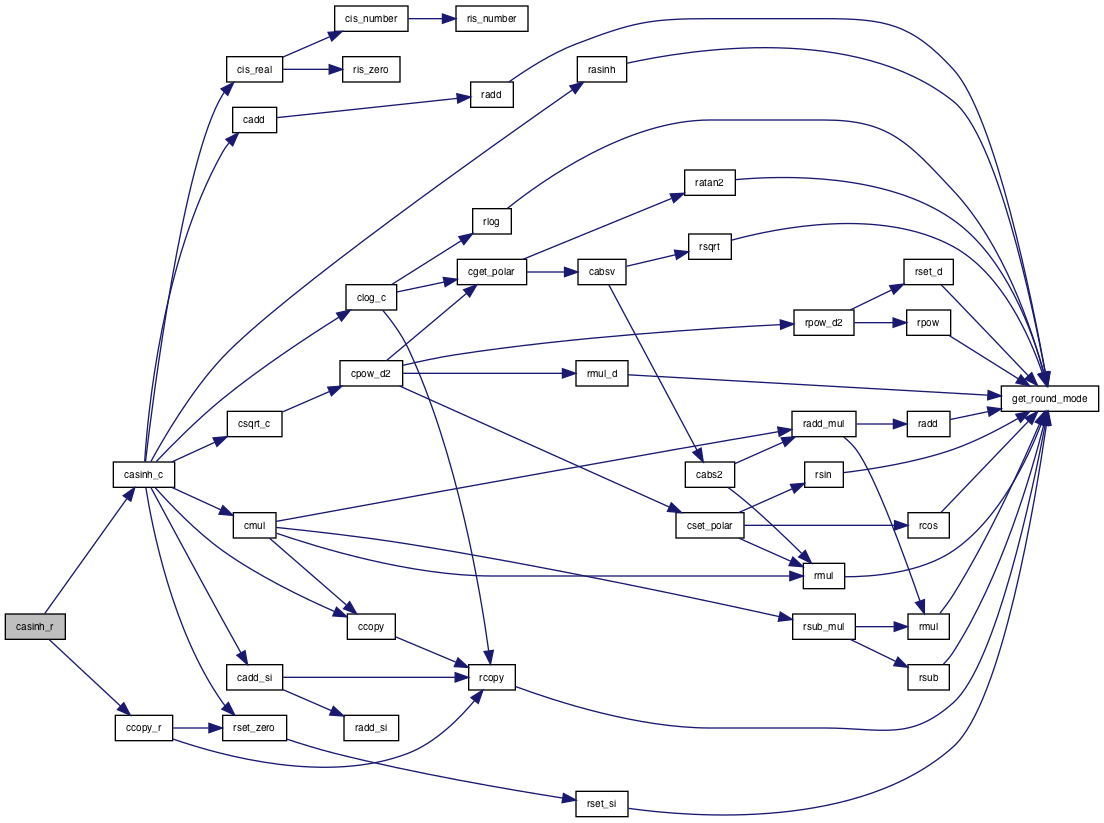 cis_number
ris_number
cis_real
ris_zero
rasinh
radd
cadd
ratan2
rlog
rsqrt
cget_polar
cabsv
rset_d
clog_c
rpow_d2
rpow
cpow_d2
rmul_d
get_round_mode
csqrt_c
radd_mul
radd
casinh_c
cabs2
rsin
cmul
cset_polar
rcos
rmul
casinh_r
ccopy
rsub_mul
rmul
cadd_si
rcopy
rsub
ccopy_r
rset_zero
radd_si
rset_si